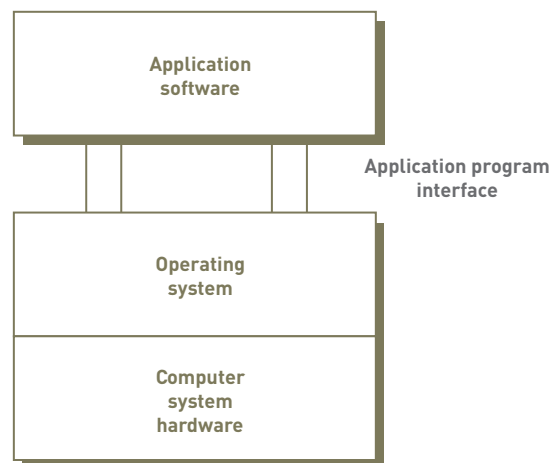 Application
software
Application program
interface
Operating
system
Computer
system
hardware